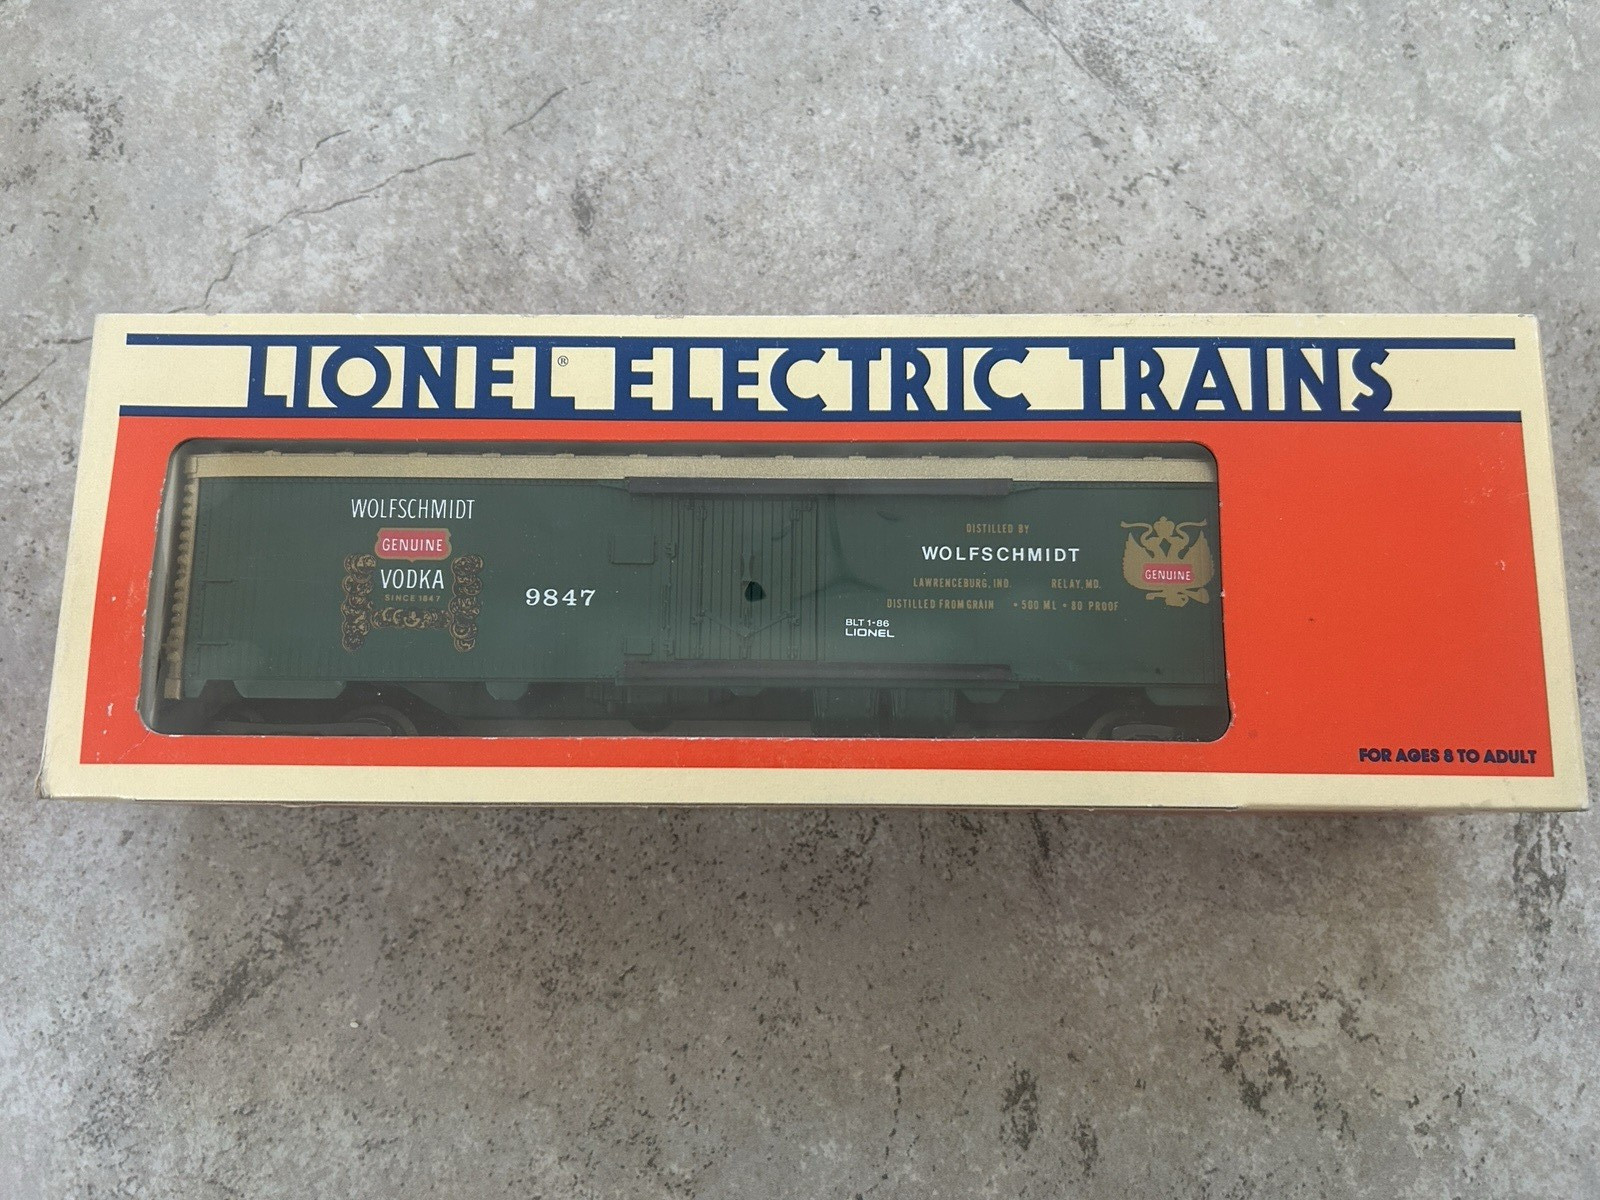 LIONEL® ELECTRIC TRAINS
WOLFSCHMIDT
GENUINE
VODKA
SINCE 1847
9847
DISTILLED BY
WOLFSCHMIDT
LAWRENCEBURG, IND. RELAY, MD.
DISTILLED FROM GRAIN • 500 ML • 80 PROOF
GENUINE
BLT 1-86
LIONEL
FOR AGES 8 TO ADULT